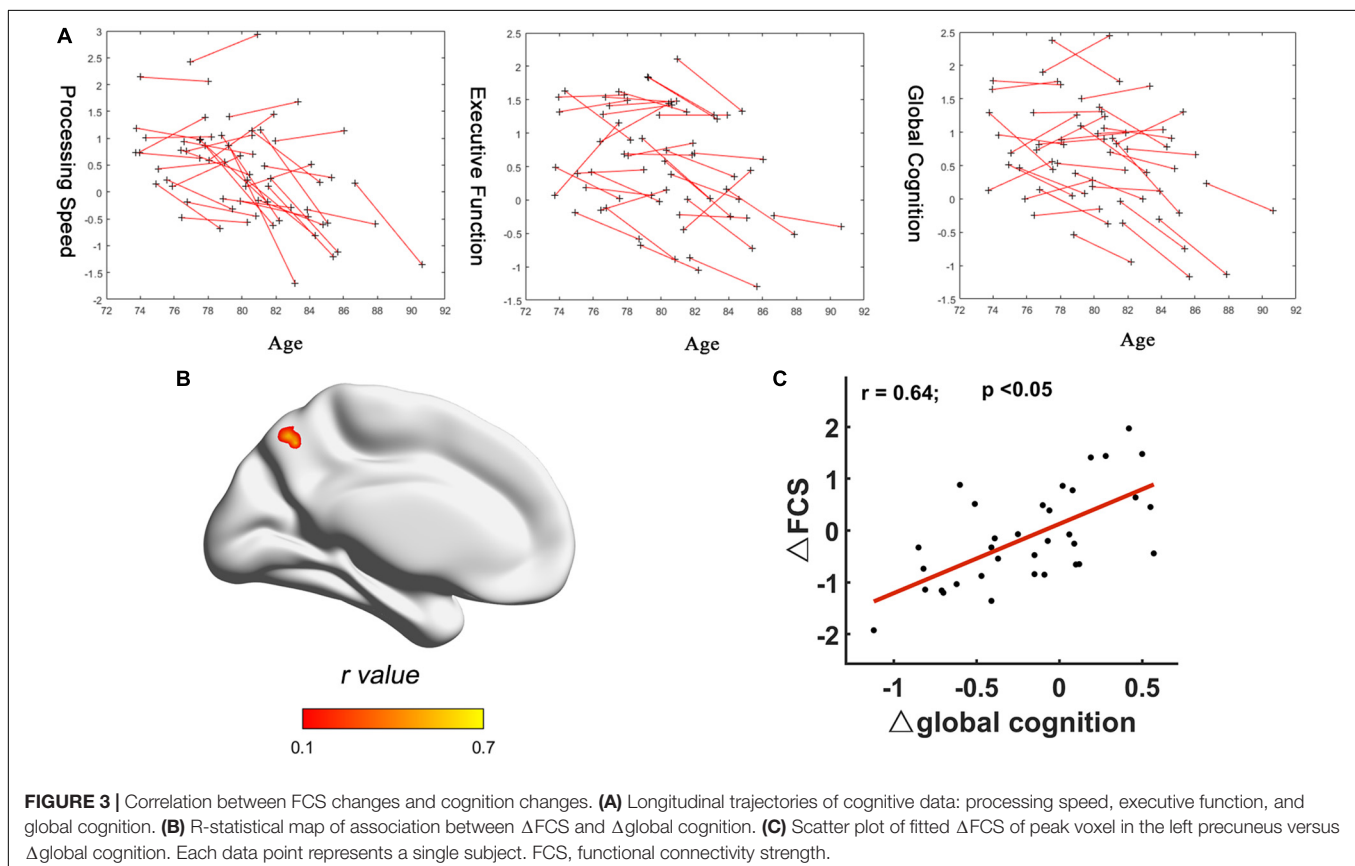 A
Processing Speed
3
2.5
2
1.5
1
0.5
0
-0.5
-1
-1.5
-2
72 74 76 78 80 82 84 86 88 90 92
Age
Executive Function
2.5
2
1.5
1
0.5
0
-0.5
-1
-1.5
72 74 76 78 80 82 84 86 88 90 92
Age
Global Cognition
2.5
2
1.5
1
0.5
0
-0.5
-1
-1.5
72 74 76 78 80 82 84 86 88 90 92
Age
B
r value
0.1 0.7
C
r = 0.64; p <0.05
△FCS
2
1
0
-1
-2
-1 -0.5 0 0.5
△global cognition
FIGURE 3 | Correlation between FCS changes and cognition changes. (A) Longitudinal trajectories of cognitive data: processing speed, executive function, and
global cognition. (B) R-statistical map of association between ΔFCS and Δglobal cognition. (C) Scatter plot of fitted ΔFCS of peak voxel in the left precuneus versus
Δglobal cognition. Each data point represents a single subject. FCS, functional connectivity strength.